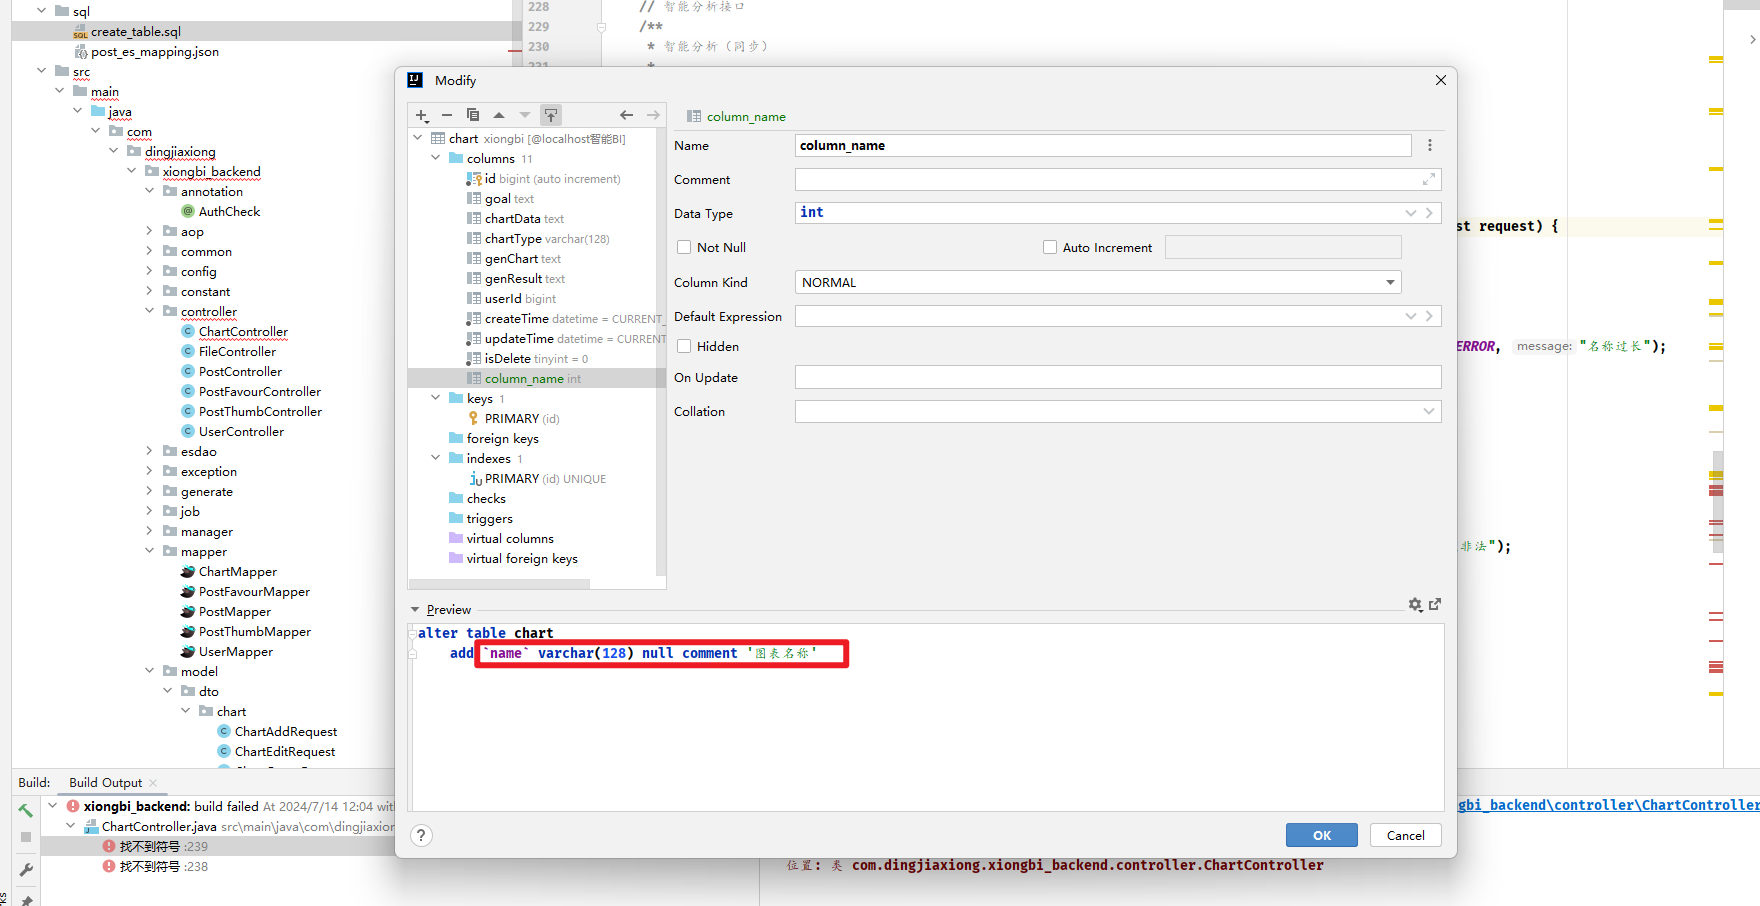 sql
create_table.sql
post_es_mapping.json
src
main
java
com
dingjiaxiong
xiongbi_backend
annotation
AuthCheck
aop
common
config
constant
controller
ChartController
FileController
PostController
PostFavourController
PostThumbController
UserController
esdao
exception
generate
job
manager
mapper
ChartMapper
PostFavourMapper
PostMapper
PostThumbMapper
UserMapper
model
dto
chart
ChartAddRequest
ChartEditRequest
228 // 智能分析接口
229 /**
230 * 智能分析（同步）
231 *
st request) {
ERROR, message: "名称过长");
非法");
Modify
chart xiongbi [@localhost智能BI]
columns 11
id bigint (auto increment)
goal text
chartData text
chartType varchar(128)
genChart text
genResult text
userId bigint
createTime datetime = CURRENT_
updateTime datetime = CURRENT
isDelete tinyint = 0
column_name int
keys 1
PRIMARY (id)
foreign keys
indexes 1
PRIMARY (id) UNIQUE
checks
triggers
virtual columns
virtual foreign keys
column_name
Name column_name
Comment
Data Type int
Not Null Auto Increment
Column Kind NORMAL
Default Expression
Hidden
On Update
Collation
Preview
alter table chart
add `name` varchar(128) null comment '图表名称'
? OK Cancel
Build: Build Output
xiongbi_backend: build failed At 2024/7/14 12:04 wit
ChartController.java src\main\java\com\dingjiaxion
找不到符号 :239
找不到符号 :238
gbi_backend\controller\ChartController
位置: 类 com.dingjiaxiong.xiongbi_backend.controller.ChartController